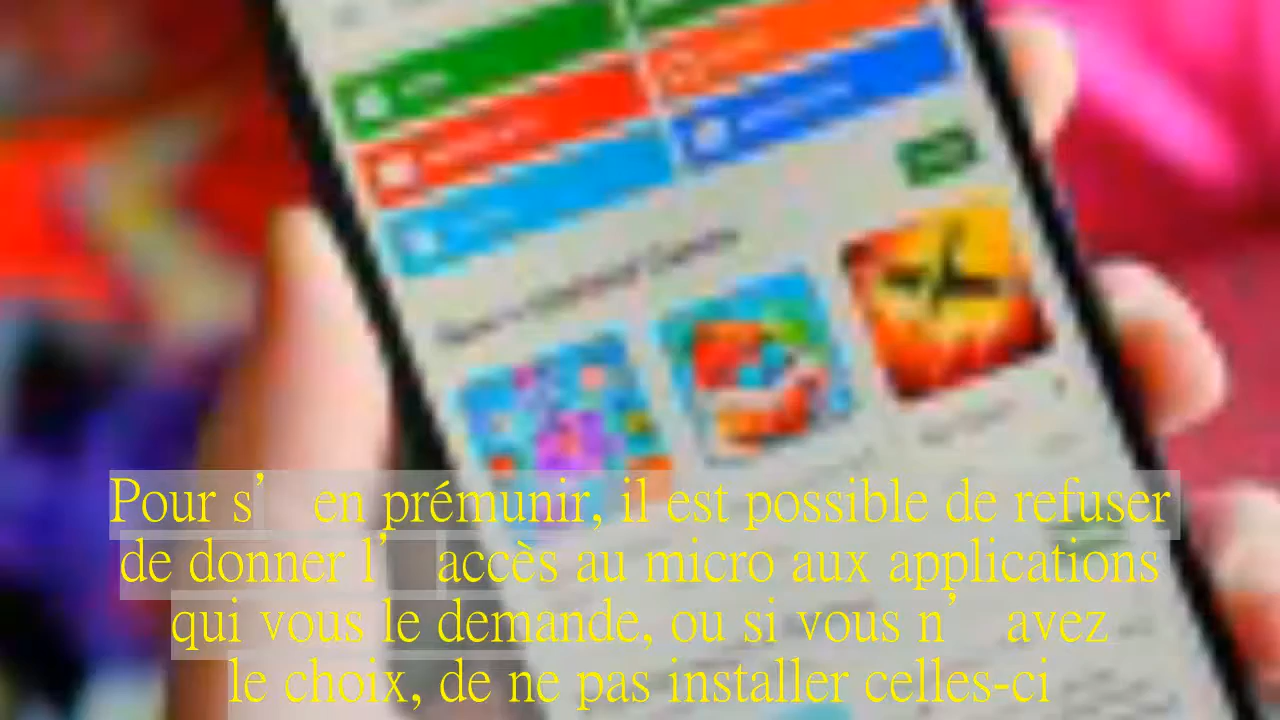 Pour s’en prémunir, il est possible de refuser
de donner l’accès au micro aux applications
qui vous le demande, ou si vous n’avez
le choix, de ne pas installer celles-ci